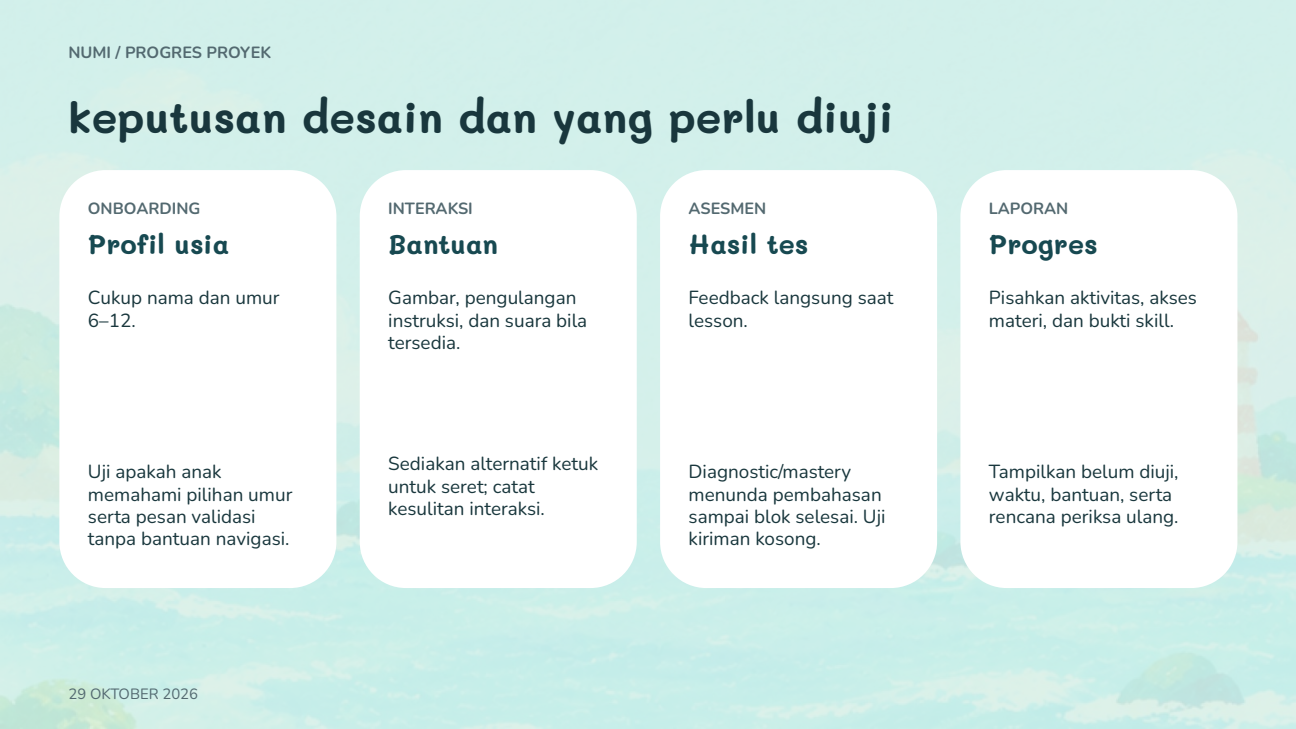 NUMI / PROGRES PROYEK
keputusan desain dan yang perlu diuji
ONBOARDING
Profil usia
Cukup nama dan umur
6–12.
Uji apakah anak
memahami pilihan umur
serta pesan validasi
tanpa bantuan navigasi.
INTERAKSI
Bantuan
Gambar, pengulangan
instruksi, dan suara bila
tersedia.
Sediakan alternatif ketuk
untuk seret; catat
kesulitan interaksi.
ASESMEN
Hasil tes
Feedback langsung saat
lesson.
Diagnostic/mastery
menunda pembahasan
sampai blok selesai. Uji
kiriman kosong.
LAPORAN
Progres
Pisahkan aktivitas, akses
materi, dan bukti skill.
Tampilkan belum diuji,
waktu, bantuan, serta
rencana periksa ulang.
29 OKTOBER 2026